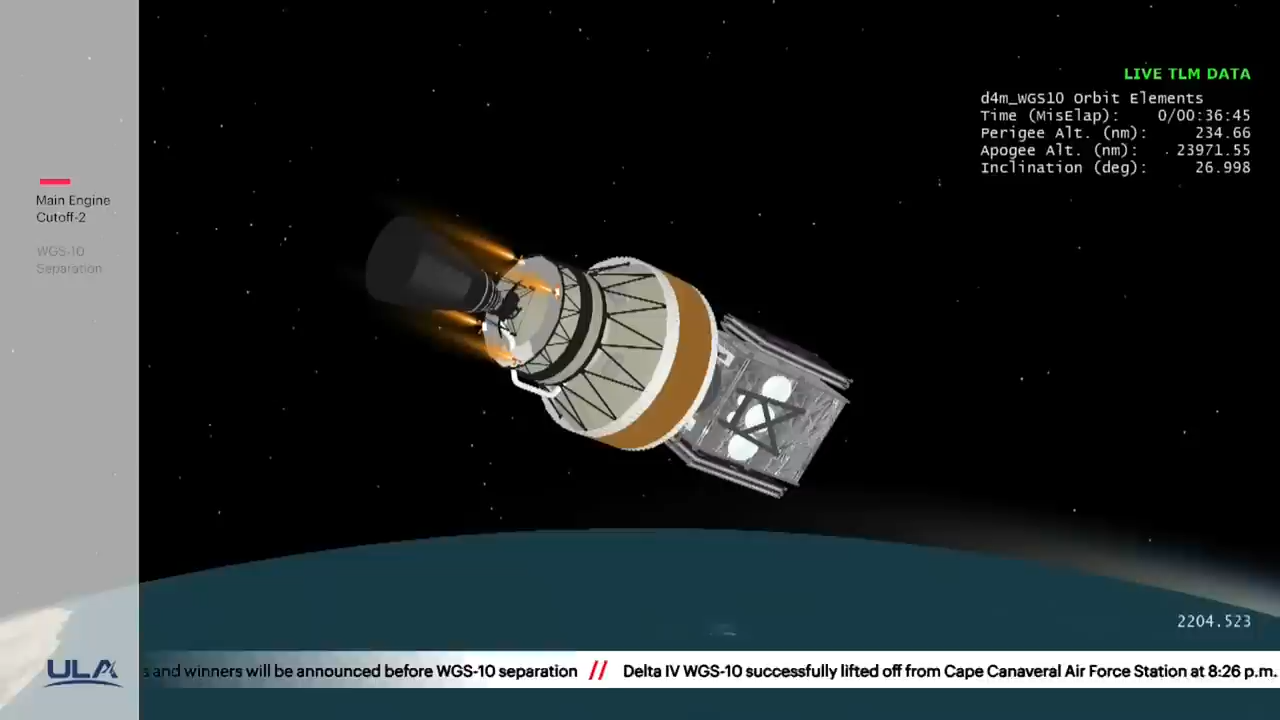 LIVE TLM DATA
d4m_WGS10 Orbit Elements
Time (MisElap): 0/00:36:45
Perigee Alt. (nm): 234.66
Apogee Alt. (nm): 23971.55
Inclination (deg): 26.998
Main Engine
Cutoff-2
WGS-10
Separation
2204.523
ULA
s and winners will be announced before WGS-10 separation // Delta IV WGS-10 successfully lifted off from Cape Canaveral Air Force Station at 8:26 p.m.